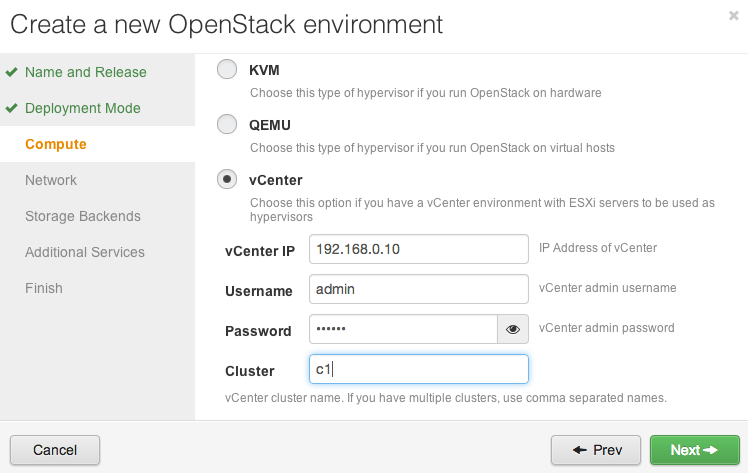 Create a new OpenStack environment
×
✔ Name and Release
✔ Deployment Mode
Compute
Network
Storage Backends
Additional Services
Finish
KVM
Choose this type of hypervisor if you run OpenStack on hardware
QEMU
Choose this type of hypervisor if you run OpenStack on virtual hosts
vCenter
Choose this option if you have a vCenter environment with ESXi servers to be used as
hypervisors
vCenter IP 192.168.0.10 IP Address of vCenter
Username admin vCenter admin username
Password •••••• vCenter admin password
Cluster c1
vCenter cluster name. If you have multiple clusters, use comma separated names.
Cancel ← Prev Next →